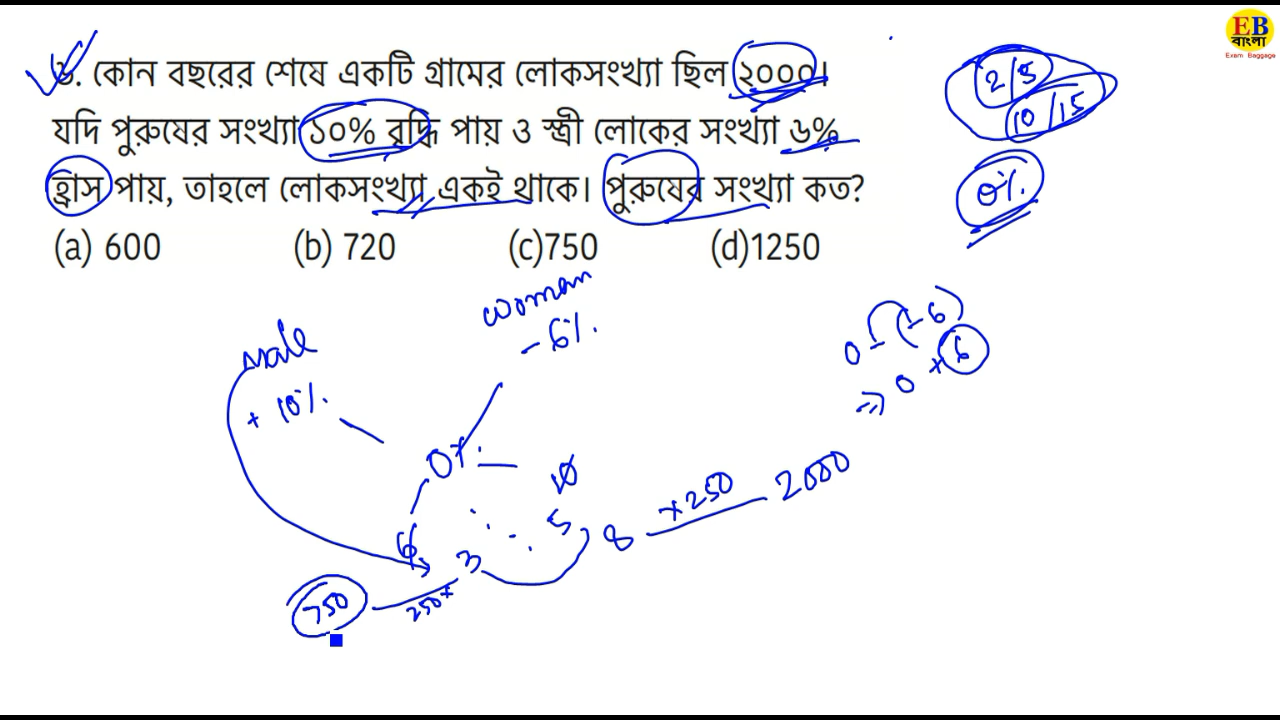 EB
বাংলা
Exam Baggage
৬. কোন বছরের শেষে একটি গ্রামের লোকসংখ্যা ছিল ২০০০।
যদি পুরুষের সংখ্যা ১০% বৃদ্ধি পায় ও স্ত্রী লোকের সংখ্যা ৬%
হ্রাস পায়, তাহলে লোকসংখ্যা একই থাকে। পুরুষের সংখ্যা কত?
(a) 600 (b) 720 (c)750 (d)1250
2/5
10/15
0%
woman
-6%
male
+10%
0-(-6)
⇒ 0+6
0%
10
6 3 5 8 ×250 2000
750 250×